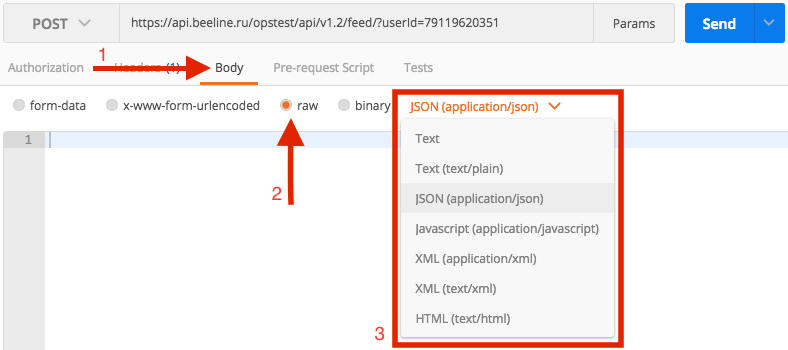 POST https://api.beeline.ru/opstest/api/v1.2/feed/?userId=79119620351 Params Send
1
Authorization Headers (1) Body Pre-request Script Tests
form-data x-www-form-urlencoded raw binary JSON (application/json)
1
Text
Text (text/plain)
2
JSON (application/json)
Javascript (application/javascript)
XML (application/xml)
XML (text/xml)
HTML (text/html)
3